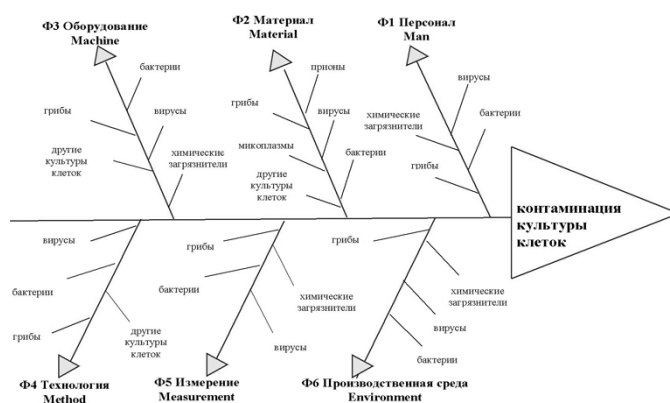 Ф3 Оборудование
Machine
бактерии
грибы
вирусы
другие
культуры
клеток
химические
загрязнители
Ф2 Материал
Material
прионы
грибы
вирусы
микоплазмы
бактерии
другие
культуры
клеток
Ф1 Персонал
Man
вирусы
химические
загрязнители
бактерии
грибы
контаминация
культуры
клеток
вирусы
бактерии
грибы
другие
культуры
клеток
Ф4 Технология
Method
грибы
бактерии
химические
загрязнители
вирусы
Ф5 Измерение
Measurement
грибы
химические
загрязнители
вирусы
бактерии
Ф6 Производственная среда
Environment